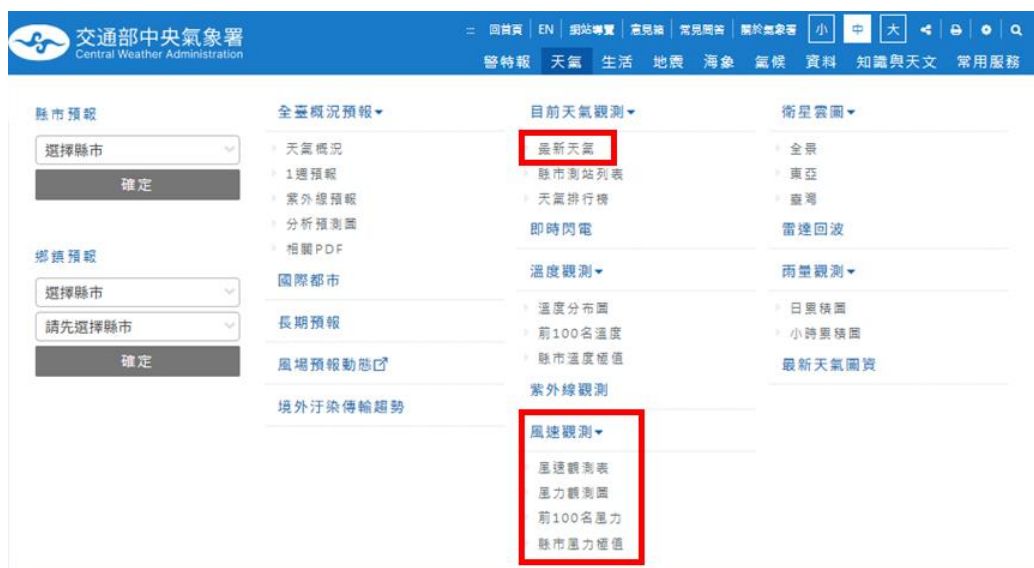 交通部中央氣象署
Central Weather Administration
::: 回首頁 EN 網站導覽 意見箱 常見問答 關於氣象署 小 中 大
警特報 天氣 生活 地震 海象 氣候 資料 知識與天文 常用服務
縣市預報
選擇縣市
確定
鄉鎮預報
選擇縣市
請先選擇縣市
確定
全臺概況預報
天氣概況
1週預報
紫外線預報
分析預測圖
相關PDF
國際都市
長期預報
風場預報動態
境外汙染傳輸趨勢
目前天氣觀測
最新天氣
縣市測站列表
天氣排行榜
即時閃電
溫度觀測
溫度分布圖
前100名溫度
縣市溫度極值
紫外線觀測
風速觀測
風速觀測表
風力觀測圖
前100名風力
縣市風力極值
衛星雲圖
全景
東亞
臺灣
雷達回波
雨量觀測
日累積圖
小時累積圖
最新天氣圖資